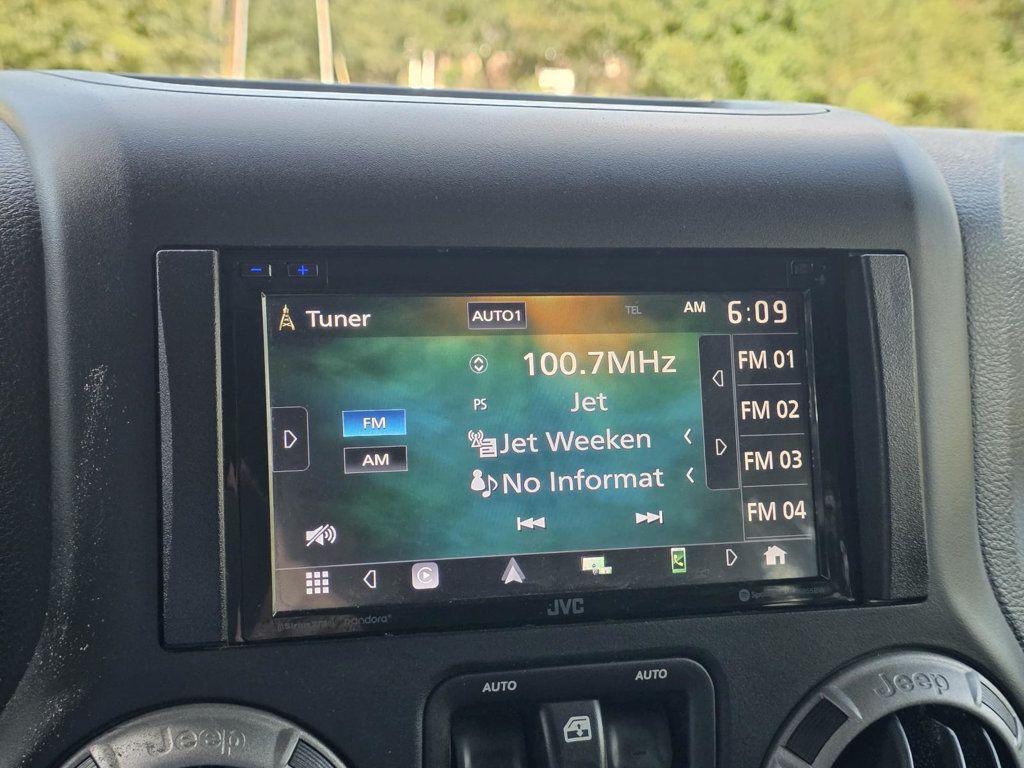 Tuner AUTO1 TEL AM 6:09
100.7MHz FM 01
PS Jet
FM FM 02
Jet Weeken
AM FM 03
No Informat
FM 04
JVC
pandora
AUTO AUTO
Jeep Jeep